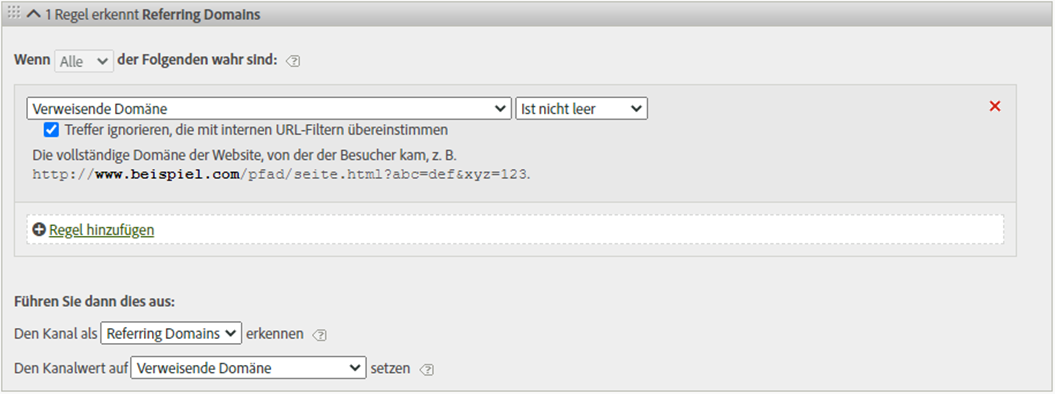 1 Regel erkennt Referring Domains
Wenn Alle der Folgenden wahr sind:
Verweisende Domäne Ist nicht leer
Treffer ignorieren, die mit internen URL-Filtern übereinstimmen
Die vollständige Domäne der Website, von der der Besucher kam, z. B.
http://www.beispiel.com/pfad/seite.html?abc=def&xyz=123.
Regel hinzufügen
Führen Sie dann dies aus:
Den Kanal als Referring Domains erkennen
Den Kanalwert auf Verweisende Domäne setzen